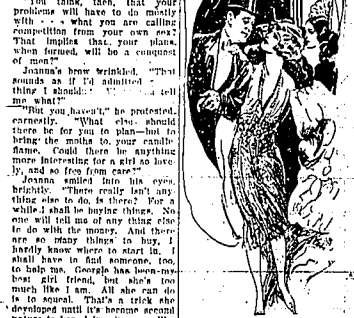 "You think, then, that your
problems will have to do mostly
with what you are calling
competition from your own sex?
That implies that your plans,
when formed, will be a conquest
of men?"
Joanna's brow wrinkled. "That
sounds as if I'd admitted
thing I should
me what?"
"But you haven't," he protested,
earnestly. "What else should
there be for you to plan—but to
bring the moths to your candle
flame. Could there be anything
more interesting for a girl so love-
ly, and so free from care?"
Joanna smiled into his eyes,
brightly. "There really isn't any-
thing else to do, is there? For a
while I shall be buying things. No
one will tell me of any thing else
to do with the money. And there
are so many things to buy, I
hardly know where to start in. I
shall have to find someone, too,
to help me. Georgie has been my
best girl friend, but she's too
much like I am. All she can do
is to squeal. That's a trick she
developed until it's become second